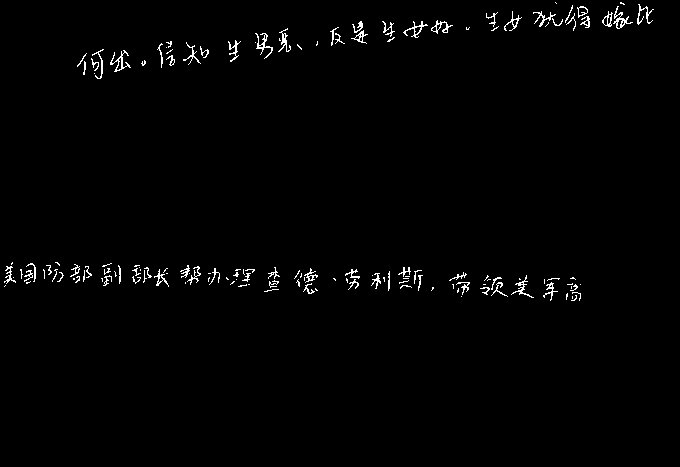 何出。信知生男恶,反是生女好。生女犹得嫁比
美国防部副部长帮办理查德、劳利斯,带领美军高